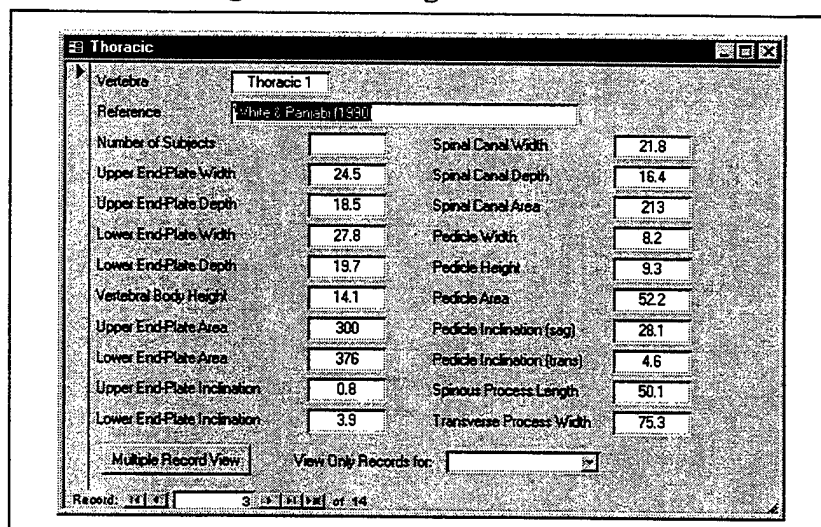 Thoracic
Vertebra Thoracic 1
Reference White & Panjabi (1990)
Number of Subjects Spinal Canal Width 21.8
Upper End-Plate Width 24.5 Spinal Canal Depth 16.4
Upper End-Plate Depth 18.5 Spinal Canal Area 213
Lower End-Plate Width 27.8 Pedicle Width 8.2
Lower End-Plate Depth 19.7 Pedicle Height 9.3
Vertebral Body Height 14.1 Pedicle Area 52.2
Upper End-Plate Area 300 Pedicle Inclination (sag) 28.1
Lower End-Plate Area 376 Pedicle Inclination (trans) 4.6
Upper End-Plate Inclination 0.8 Spinous Process Length 50.1
Lower End-Plate Inclination 3.9 Transverse Process Width 75.3
Multiple Record View View Only Records for:
Record: 3 of 14